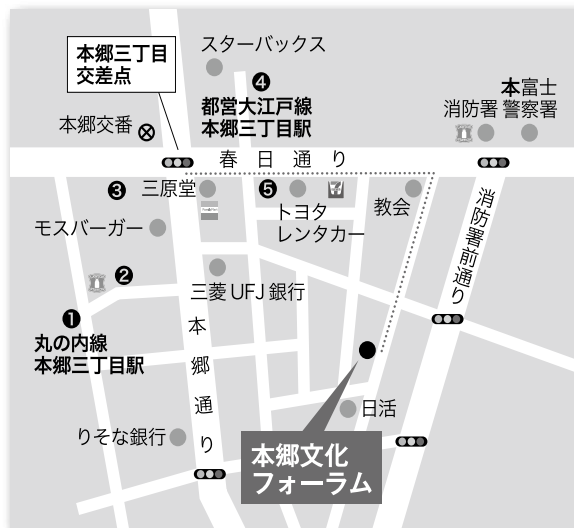 スターバックス
本郷三丁目
交差点
❹
都営大江戸線
本郷三丁目駅
本富士
消防署 警察署
本郷交番
春日通り
❸
三原堂
❺
トヨタ
レンタカー
教会
消防署前通り
モスバーガー
❷
三菱UFJ銀行
❶
丸の内線
本郷三丁目駅
本郷通り
日活
りそな銀行
本郷文化
フォーラム